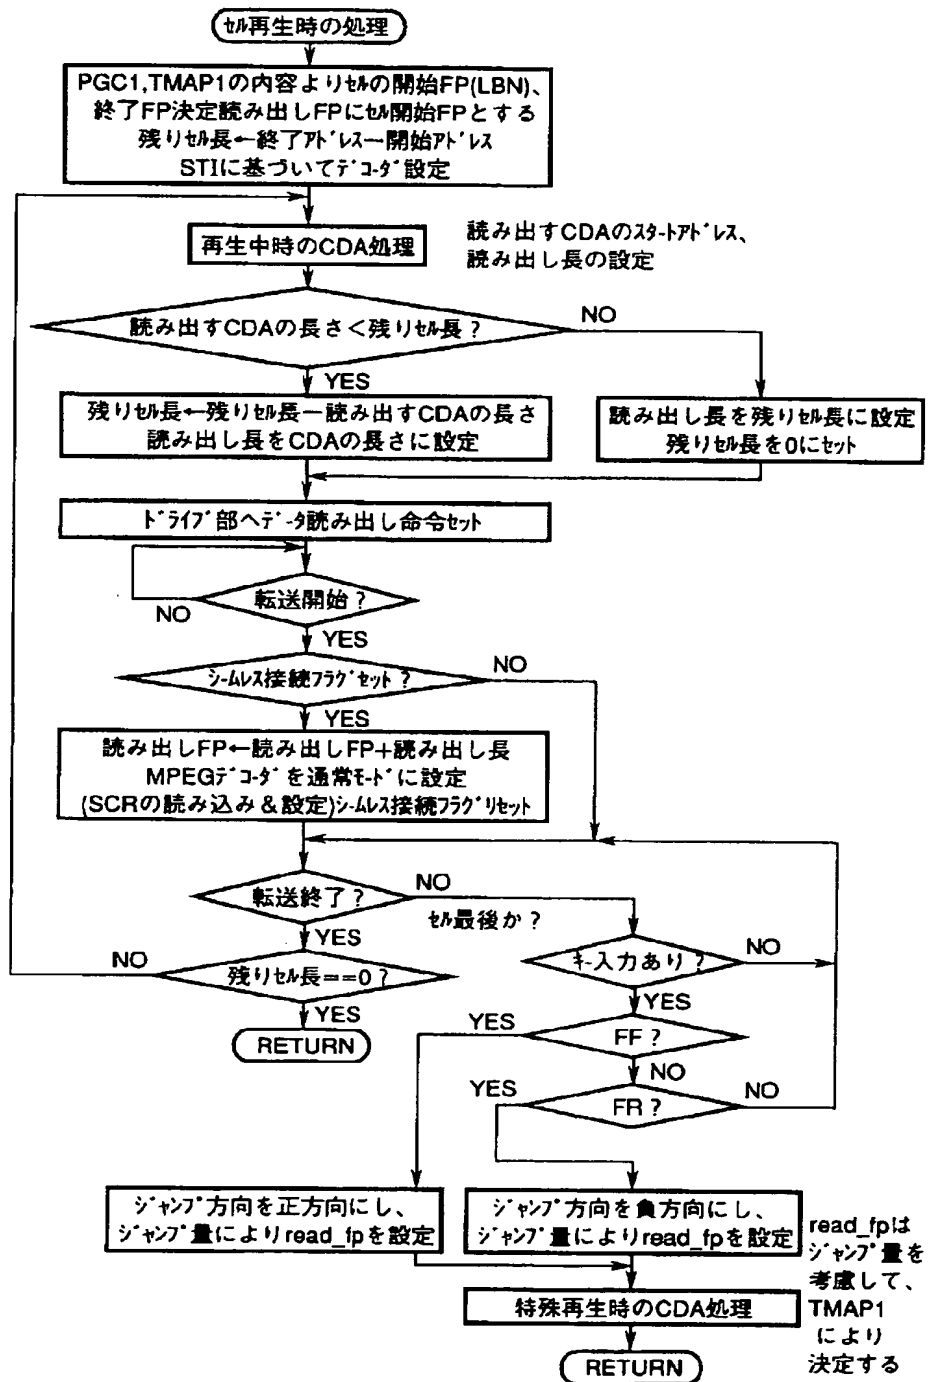 ｾﾙ再生時の処理
PGC1,TMAP1の内容よりｾﾙの開始FP(LBN)、
終了FP決定読み出しFPにｾﾙ開始FPとする
残りｾﾙ長←終了ｱﾄﾞﾚｽ－開始ｱﾄﾞﾚｽ
STIに基づいてﾃﾞｺｰﾀﾞ設定
再生中時のCDA処理
読み出すCDAのｽﾀｰﾄｱﾄﾞﾚｽ、
読み出し長の設定
読み出すCDAの長さ＜残りｾﾙ長？
NO
YES
残りｾﾙ長←残りｾﾙ長－読み出すCDAの長さ
読み出し長をCDAの長さに設定
読み出し長を残りｾﾙ長に設定
残りｾﾙ長を0にｾｯﾄ
ﾄﾞﾗｲﾌﾞ部へﾃﾞｰﾀ読み出し命令ｾｯﾄ
転送開始？
NO
YES
ｼｰﾑﾚｽ接続ﾌﾗｸﾞｾｯﾄ？
NO
YES
読み出しFP←読み出しFP+読み出し長
MPEGﾃﾞｺｰﾀﾞを通常ﾓｰﾄﾞに設定
(SCRの読み込み＆設定)ｼｰﾑﾚｽ接続ﾌﾗｸﾞﾘｾｯﾄ
転送終了？
NO
ｾﾙ最後か？
YES
ｷｰ入力あり？
NO
NO
残りｾﾙ長==0？
YES
YES
RETURN
YES
FF？
NO
YES
FR？
NO
ｼﾞｬﾝﾌﾟ方向を正方向にし、
ｼﾞｬﾝﾌﾟ量によりread_fpを設定
ｼﾞｬﾝﾌﾟ方向を負方向にし、
ｼﾞｬﾝﾌﾟ量によりread_fpを設定
read_fpは
ｼﾞｬﾝﾌﾟ量を
考慮して、
TMAP1
により
決定する
特殊再生時のCDA処理
RETURN